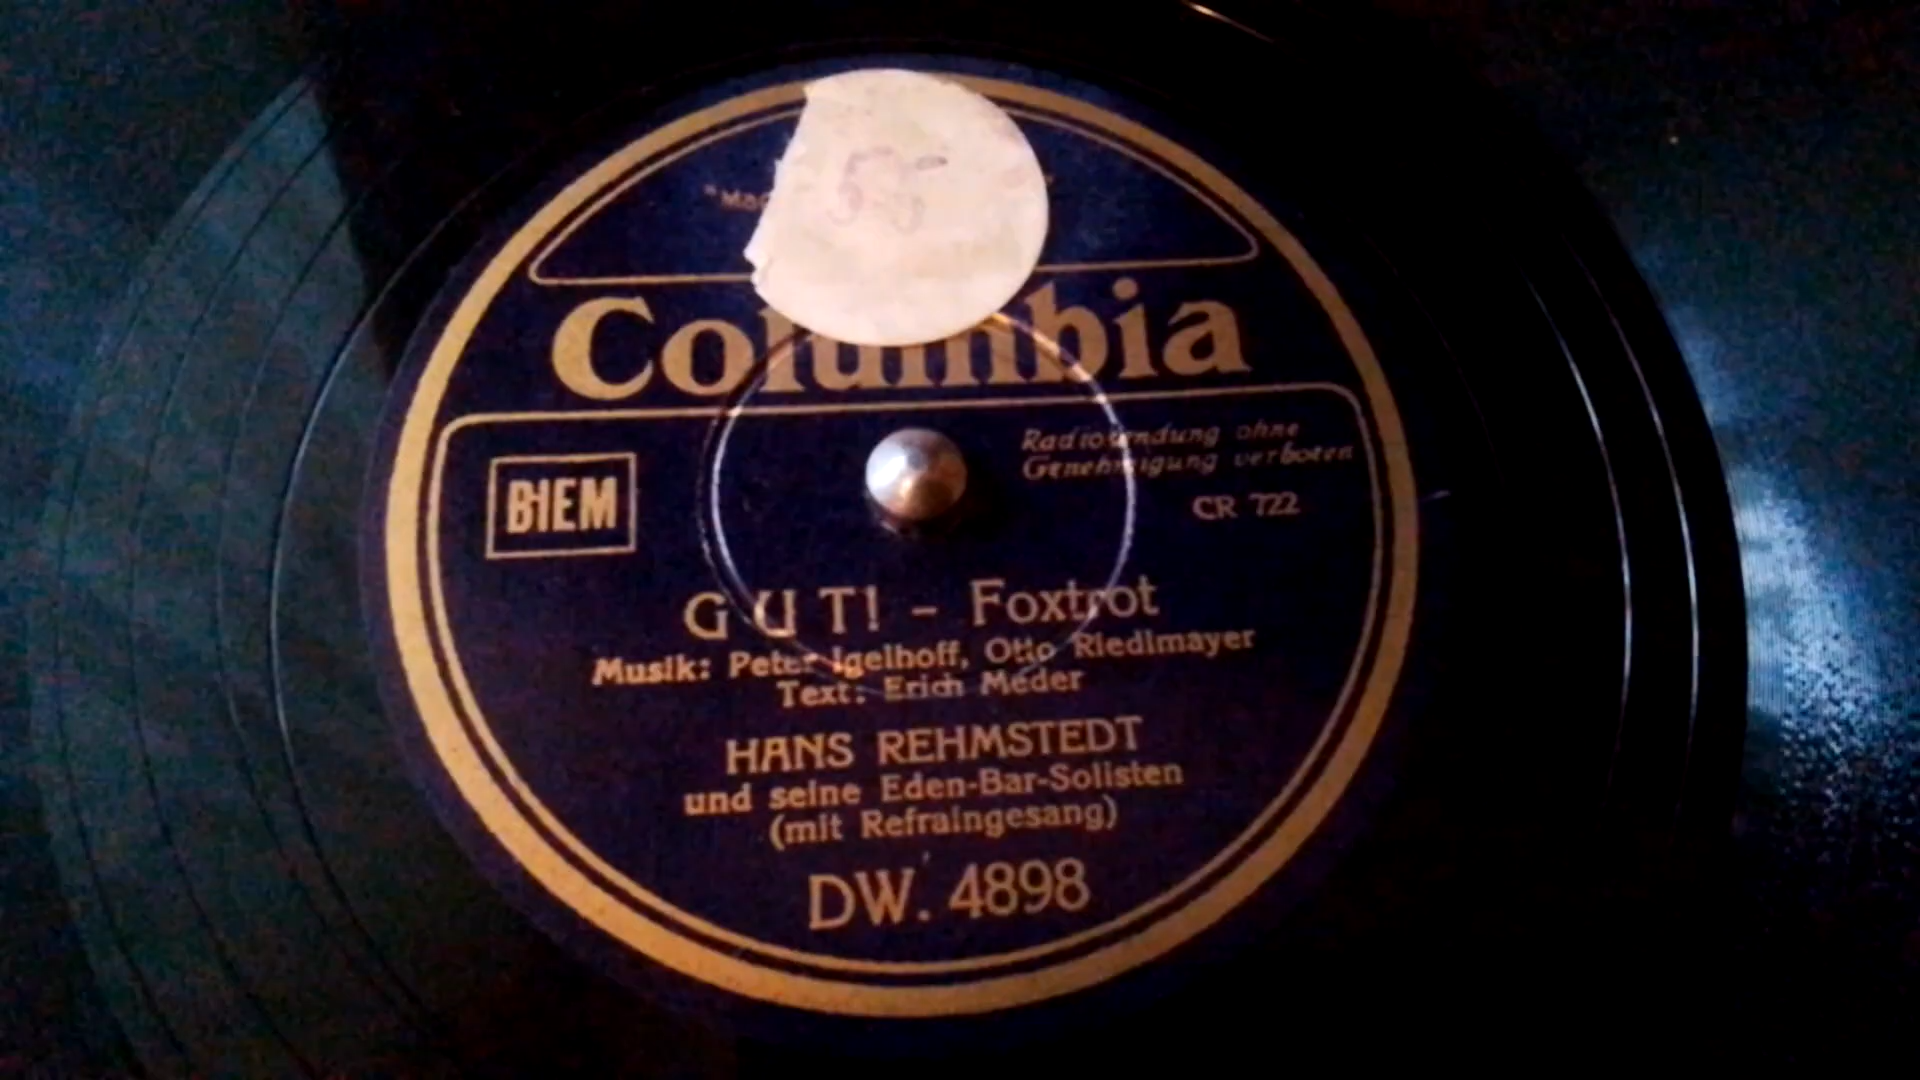 Columbia
BIEM
Radiosendung ohne
Genehmigung verboten
CR 722
GUT! - Foxtrot
Musik: Peter Igelhoff, Otto Riedlmayer
Text: Erich Meder
HANS REHMSTEDT
und seine Eden-Bar-Solisten
(mit Refraingesang)
DW. 4898